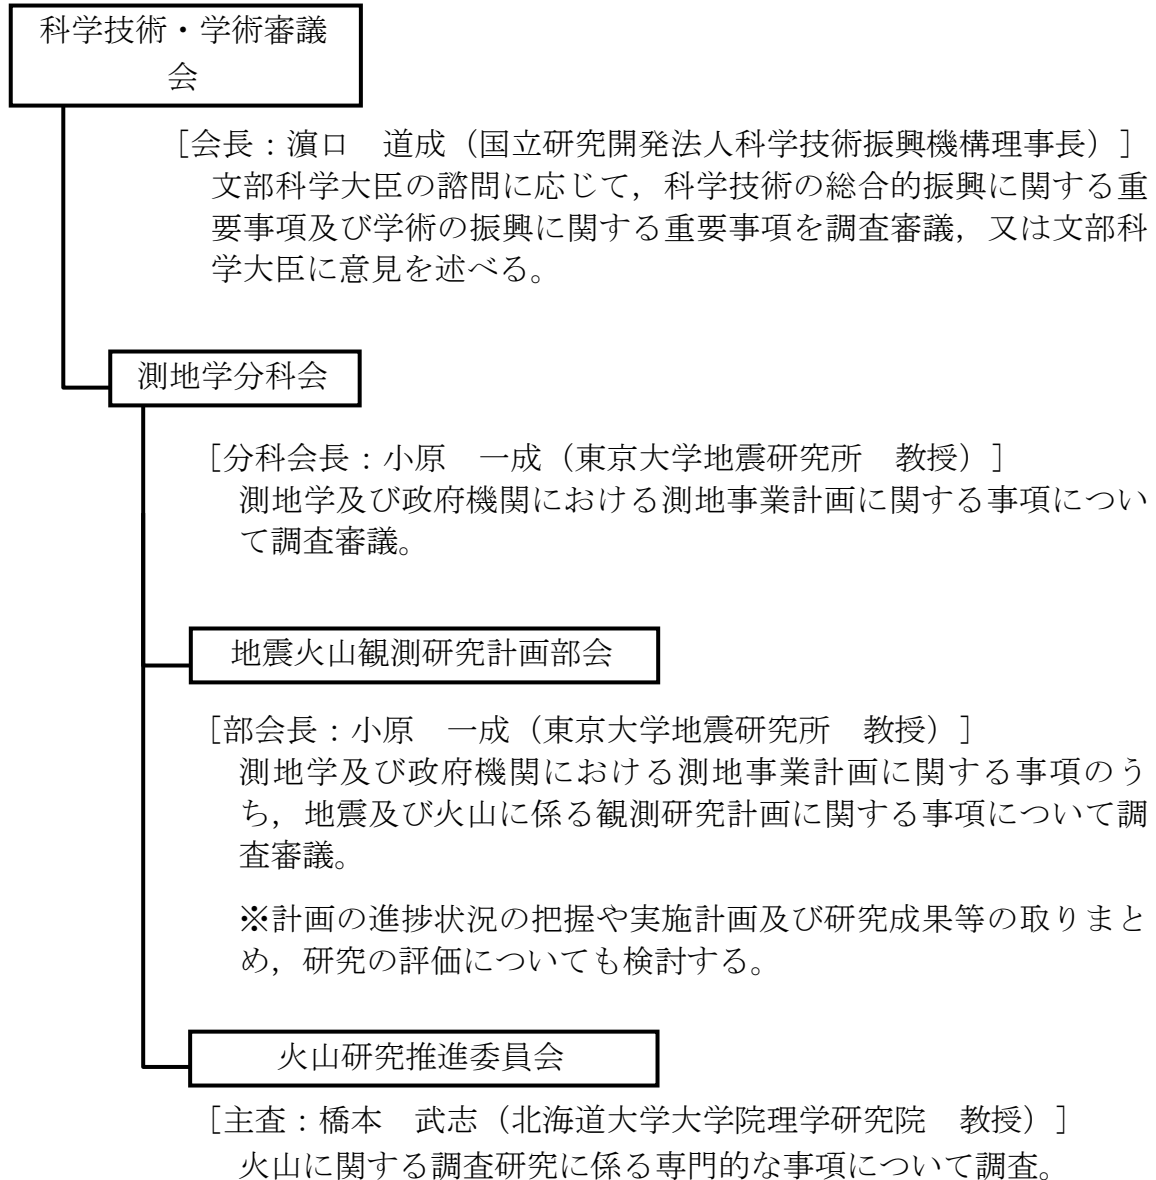 科学技術・学術審議
会
［会長：濵口　道成（国立研究開発法人科学技術振興機構理事長）］
文部科学大臣の諮問に応じて，科学技術の総合的振興に関する重
要事項及び学術の振興に関する重要事項を調査審議，又は文部科
学大臣に意見を述べる。
測地学分科会
［分科会長：小原　一成（東京大学地震研究所　教授）］
測地学及び政府機関における測地事業計画に関する事項につい
て調査審議。
地震火山観測研究計画部会
［部会長：小原　一成（東京大学地震研究所　教授）］
測地学及び政府機関における測地事業計画に関する事項のう
ち，地震及び火山に係る観測研究計画に関する事項について調
査審議。
※計画の進捗状況の把握や実施計画及び研究成果等の取りまと
め，研究の評価についても検討する。
火山研究推進委員会
［主査：橋本　武志（北海道大学大学院理学研究院　教授）］
火山に関する調査研究に係る専門的な事項について調査。